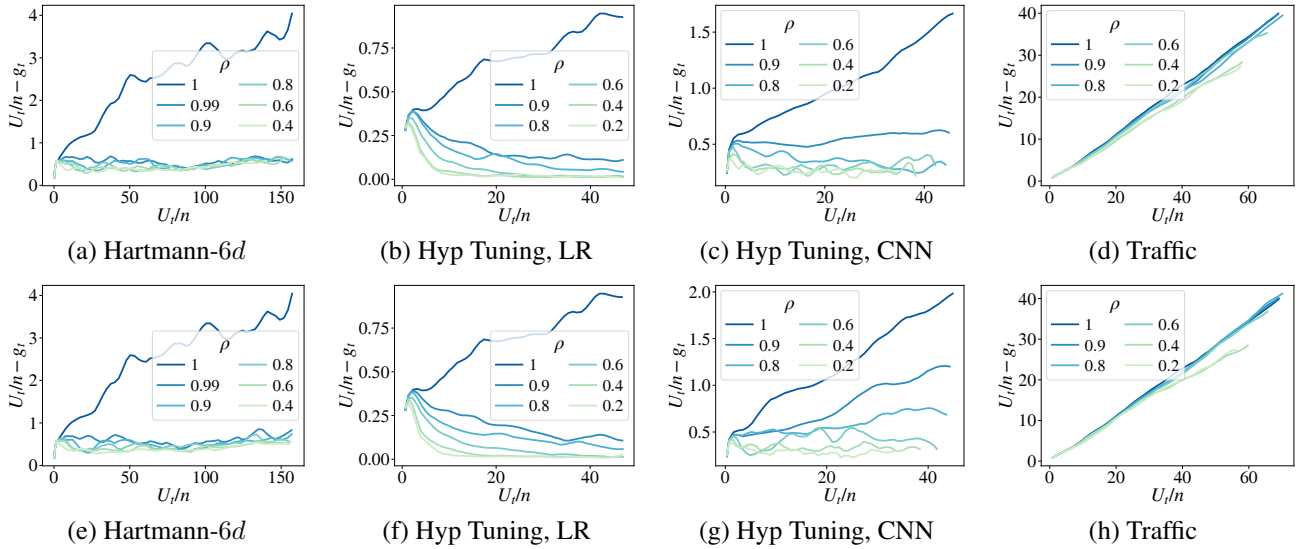 4
3
2
1
0
U_t/n − g_t
0 50 100 150
U_t/n
ρ
1 0.8
0.99 0.6
0.9 0.4
(a) Hartmann-6d
0.75
0.50
0.25
0.00
U_t/n − g_t
0 20 40
U_t/n
ρ
1 0.6
0.9 0.4
0.8 0.2
(b) Hyp Tuning, LR
1.5
1.0
0.5
U_t/n − g_t
0 20 40
U_t/n
ρ
1 0.6
0.9 0.4
0.8 0.2
(c) Hyp Tuning, CNN
40
30
20
10
0
U_t/n − g_t
0 20 40 60
U_t/n
ρ
1 0.6
0.9 0.4
0.8 0.2
(d) Traffic
4
3
2
1
0
U_t/n − g_t
0 50 100 150
U_t/n
ρ
1 0.8
0.99 0.6
0.9 0.4
(e) Hartmann-6d
0.75
0.50
0.25
0.00
U_t/n − g_t
0 20 40
U_t/n
ρ
1 0.6
0.9 0.4
0.8 0.2
(f) Hyp Tuning, LR
2.0
1.5
1.0
0.5
U_t/n − g_t
0 20 40
U_t/n
ρ
1 0.6
0.9 0.4
0.8 0.2
(g) Hyp Tuning, CNN
40
30
20
10
0
U_t/n − g_t
0 20 40 60
U_t/n
ρ
1 0.6
0.9 0.4
0.8 0.2
(h) Traffic